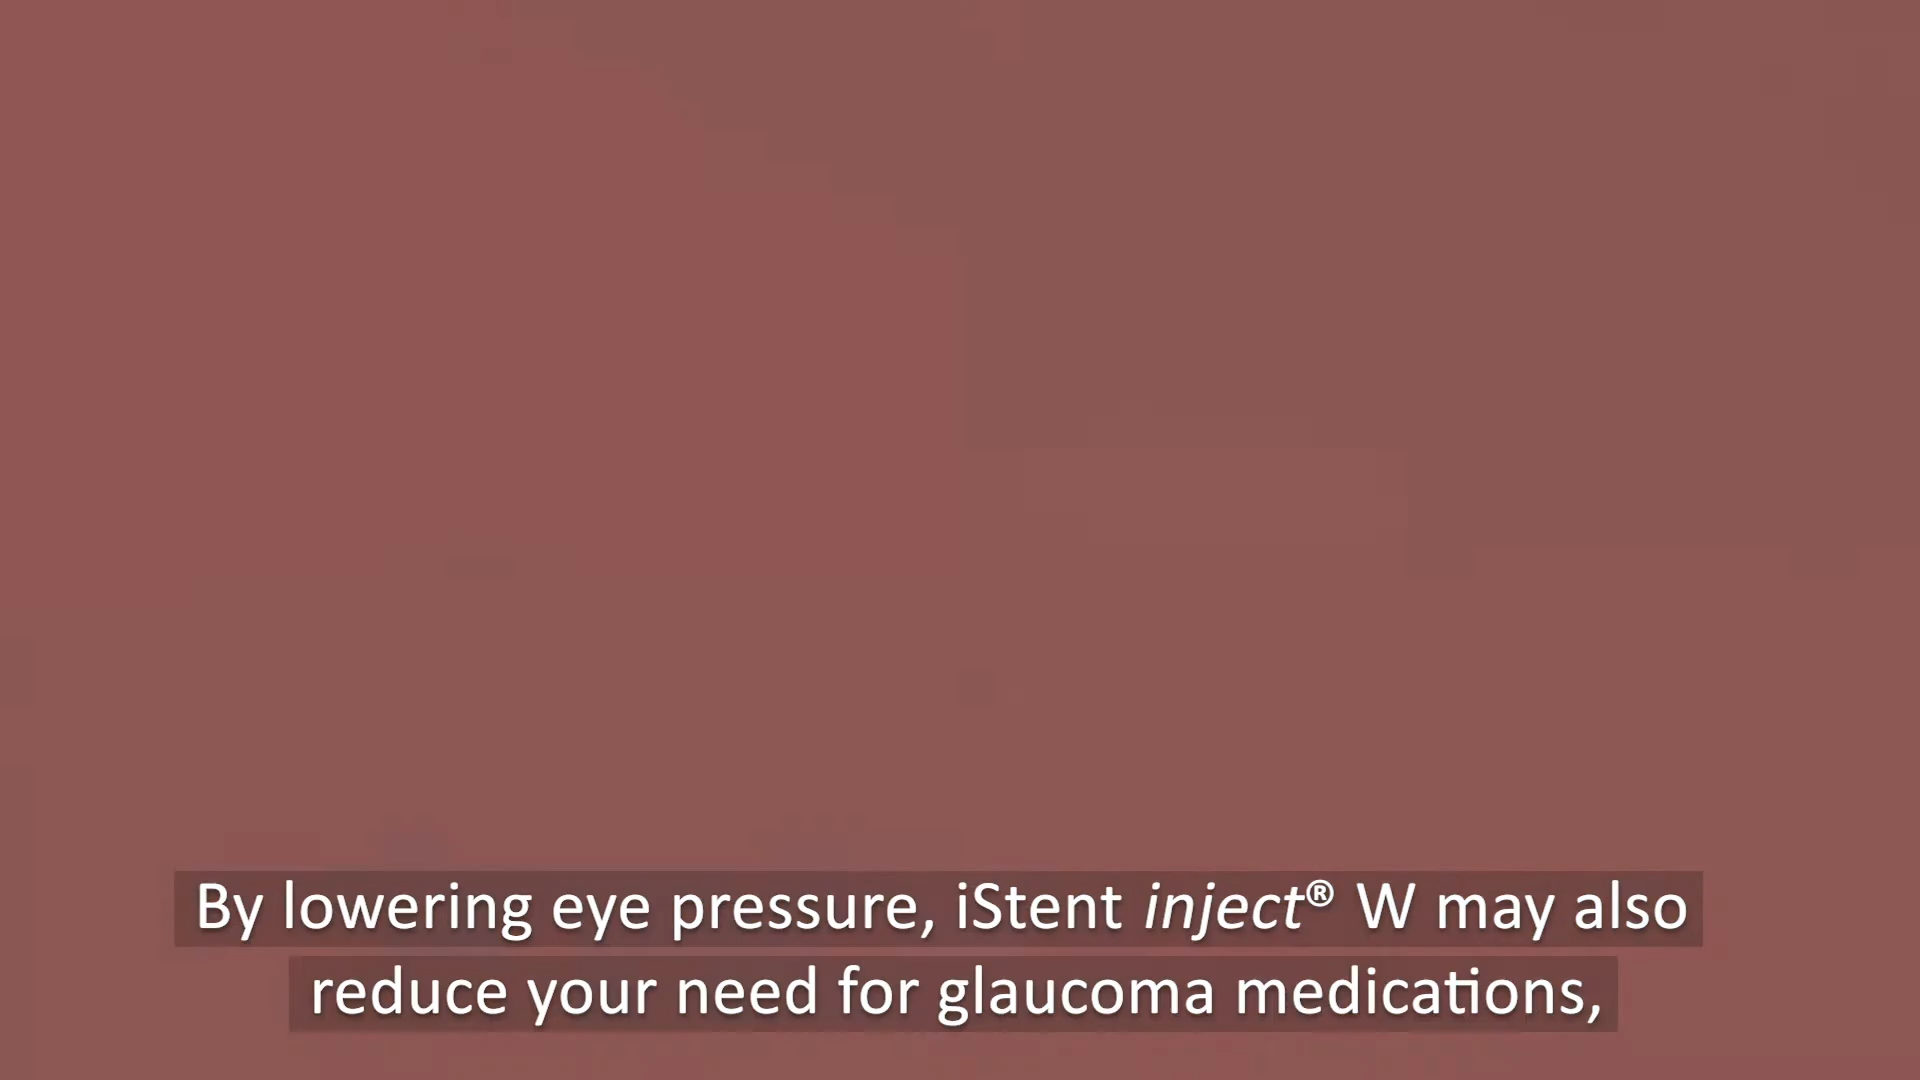 By lowering eye pressure, iStent inject® W may also
reduce your need for glaucoma medications,